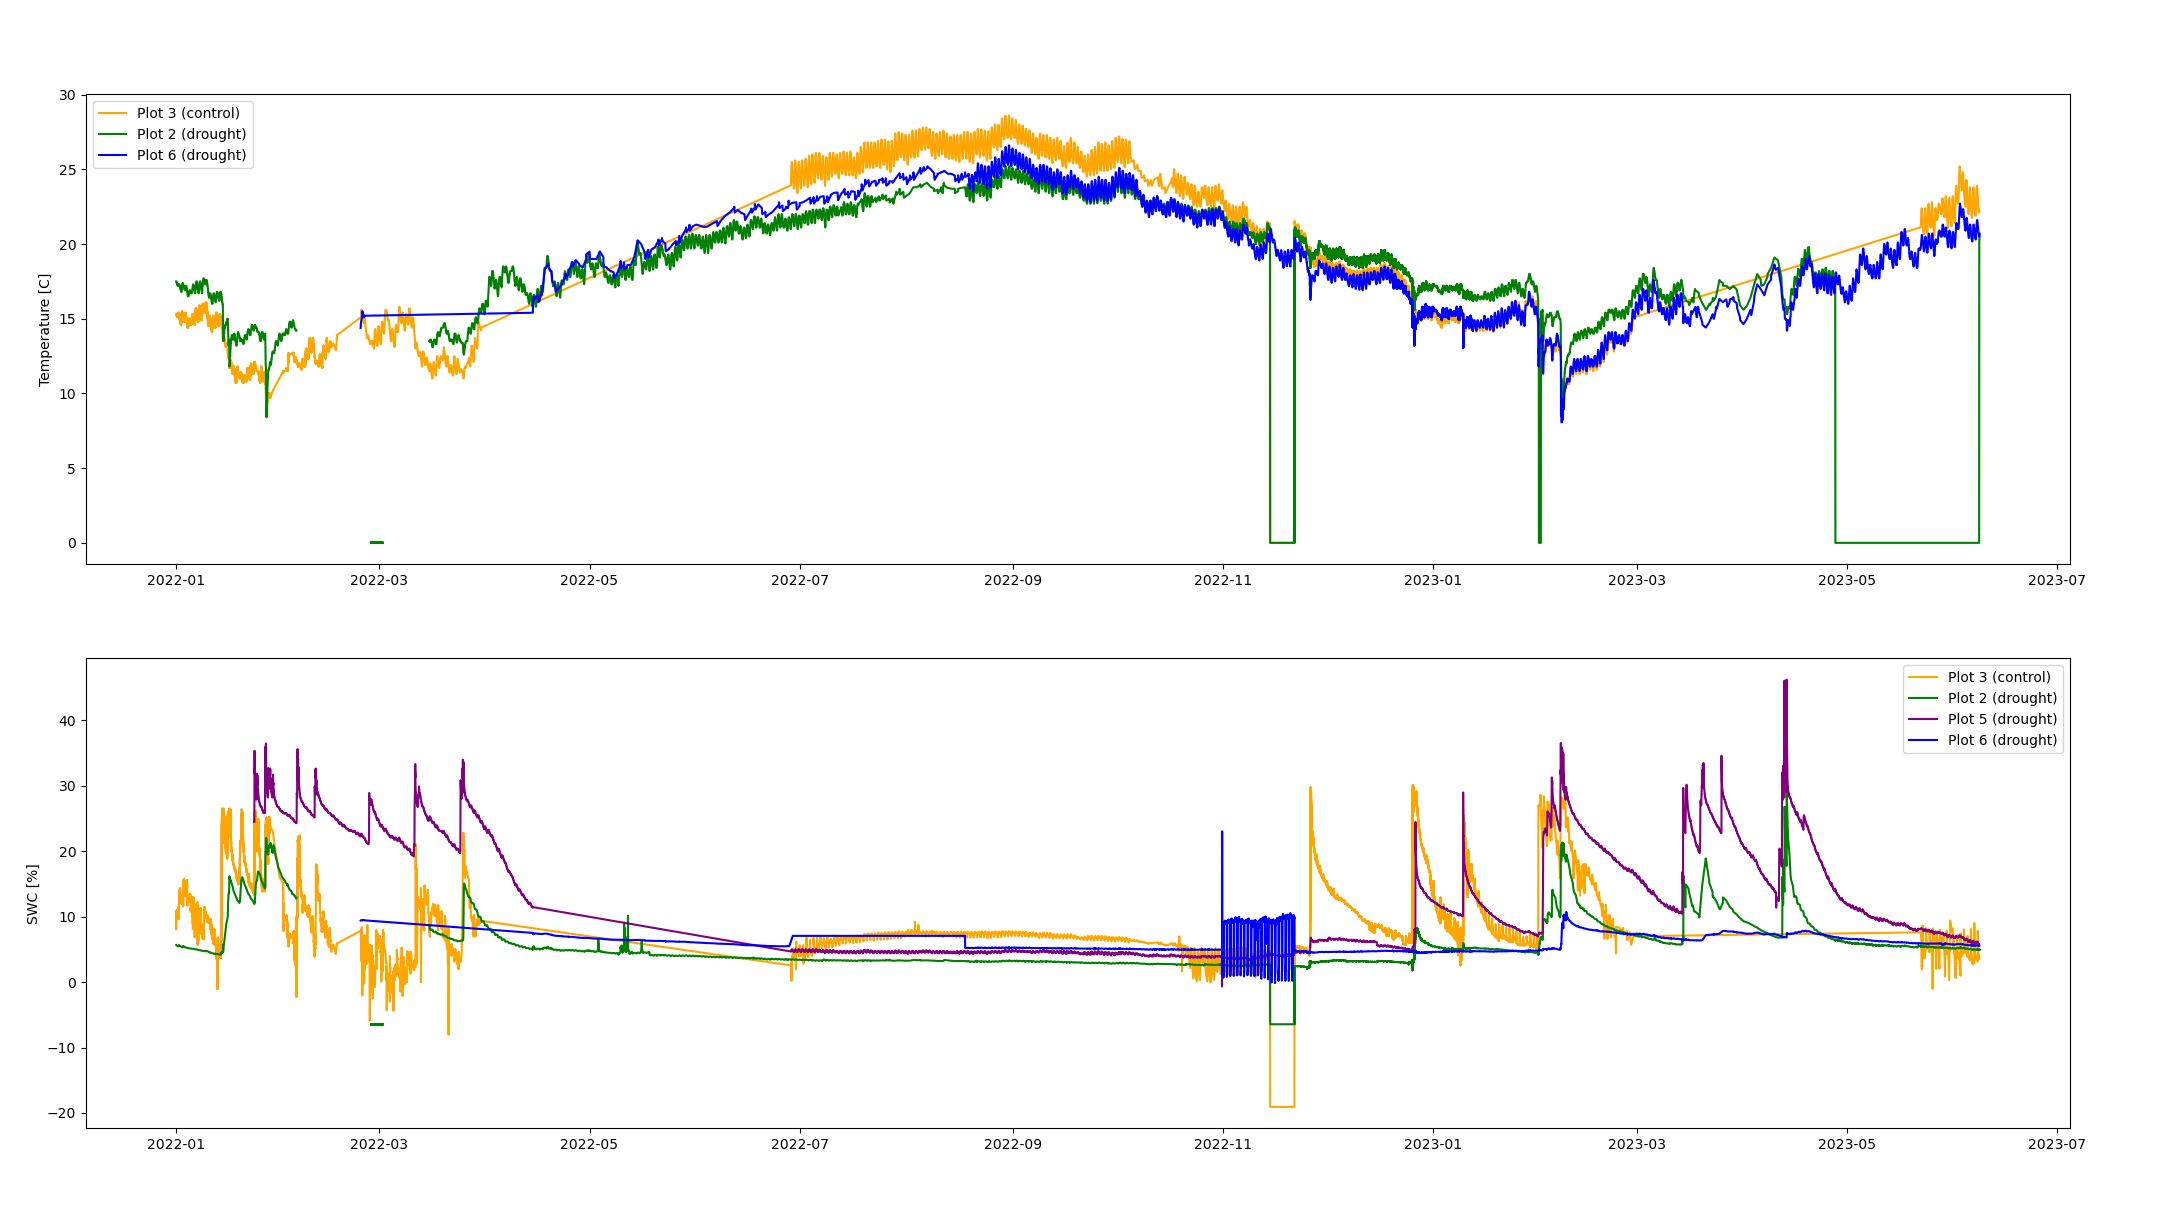 30
25
20
15
10
5
0
Temperature [C]
Plot 3 (control)
Plot 2 (drought)
Plot 6 (drought)
2022-01 2022-03 2022-05 2022-07 2022-09 2022-11 2023-01 2023-03 2023-05 2023-07
40
30
20
10
0
−10
−20
SWC [%]
Plot 3 (control)
Plot 2 (drought)
Plot 5 (drought)
Plot 6 (drought)
2022-01 2022-03 2022-05 2022-07 2022-09 2022-11 2023-01 2023-03 2023-05 2023-07